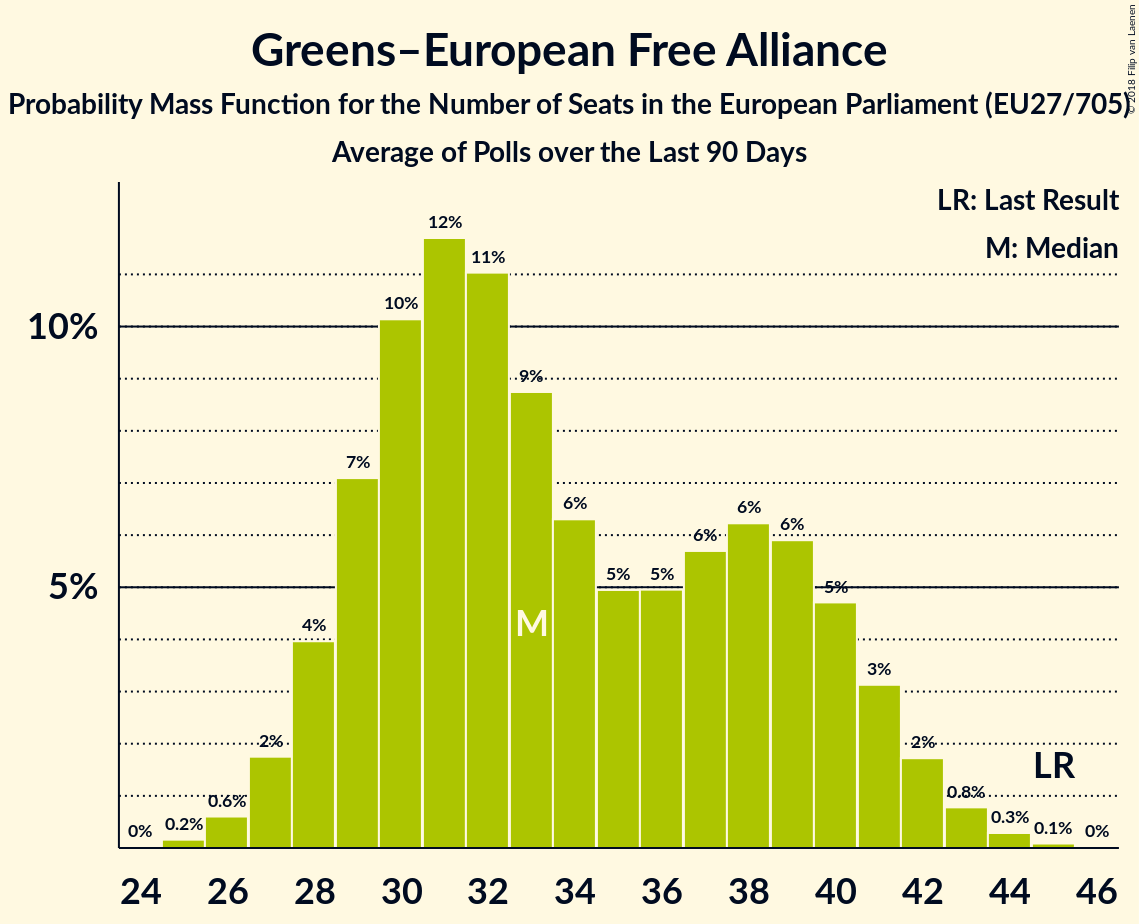 Greens–European Free Alliance
Probability Mass Function for the Number of Seats in the European Parliament (EU27/705)
Average of Polls over the Last 90 Days
© 2018 Filip van Laenen
LR: Last Result
M: Median
10%
5%
0%
0.2%
0.6%
2%
4%
7%
10%
12%
11%
9%
6%
5%
5%
6%
6%
6%
5%
3%
2%
0.8%
0.3%
0.1%
0%
M
LR
24 26 28 30 32 34 36 38 40 42 44 46